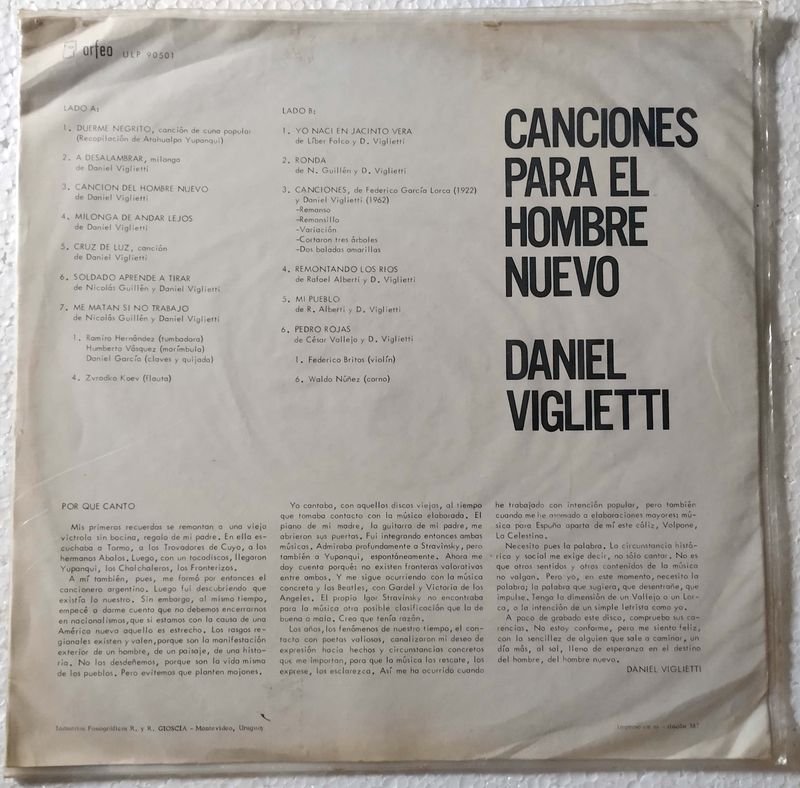 orfeo ULP 90501
LADO A:
1. DUERME NEGRITO, canción de cuna popular
(Recopilación de Atahualpa Yupanqui)
2. A DESALAMBRAR, milonga
de Daniel Viglietti
3. CANCION DEL HOMBRE NUEVO
de Daniel Viglietti
4. MILONGA DE ANDAR LEJOS
de Daniel Viglietti
5. CRUZ DE LUZ, canción
de Daniel Viglietti
6. SOLDADO APRENDE A TIRAR
de Nicolás Guillén y Daniel Viglietti
7. ME MATAN SI NO TRABAJO
de Nicolás Guillén y Daniel Viglietti
1. Ramiro Hernández (tumbadora)
Humberto Vásquez (marímbula)
Daniel García (claves y quijada)
4. Zvradko Koev (flauta)
LADO B:
1. YO NACI EN JACINTO VERA
de Líber Falco y D. Viglietti
2. RONDA
de N. Guillén y D. Viglietti
3. CANCIONES, de Federico García Lorca (1922)
y Daniel Viglietti (1962)
-Remanso
-Remansillo
-Variación
-Cortaron tres árboles
-Dos baladas amarillas
4. REMONTANDO LOS RIOS
de Rafael Alberti y D. Viglietti
5. MI PUEBLO
de R. Alberti y D. Viglietti
6. PEDRO ROJAS
de César Vallejo y D. Viglietti
1. Federico Britos (violín)
6. Waldo Núñez (corno)
CANCIONES
PARA EL
HOMBRE
NUEVO
DANIEL
VIGLIETTI
POR QUE CANTO
Mis primeros recuerdos se remontan a una vieja
victrola sin bocina, regalo de mi padre. En ella es-
cuchaba a Tormo, a los Trovadores de Cuyo, a los
hermanos Abalos. Luego, con un tocadiscos, llegaron
Yupanqui, los Chalchaleros, los Fronterizos.
A mí también, pues, me formó por entonces el
cancionero argentino. Luego fui descubriendo que
existía lo nuestro. Sin embargo, al mismo tiempo,
empecé a darme cuenta que no debemos encerrarnos
en nacionalismos, que si estamos con la causa de una
América nueva aquello es estrecho. Los rasgos re-
gionales existen y valen, porque son la manifestación
exterior de un hombre, de un paisaje, de una histo-
ria. No los desdeñemos, porque son la vida misma
de los pueblos. Pero evitemos que planten mojones.
Yo cantaba, con aquellos discos viejos, al tiempo
que tomaba contacto con la música elaborada. El
piano de mi madre, la guitarra de mi padre, me
abrieron sus puertas. Fui integrando entonces ambas
músicas. Admiraba profundamente a Stravinsky, pero
también a Yupanqui, espontáneamente. Ahora me
doy cuenta porqué: no existen fronteras valorativas
entre ambos. Y me sigue ocurriendo con la música
concreta y los Beatles, con Gardel y Victoria de los
Angeles. El propio Igor Stravinsky no encontraba
para la música otra posible clasificación que la de
buena o mala. Creo que tenía razón.
Los años, los fenómenos de nuestro tiempo, el con-
tacto con poetas valiosos, canalizaron mi deseo de
expresión hacia hechos y circunstancias concretos
que me importan, para que la música los rescate, los
exprese, los esclarezca. Así me ha ocurrido cuando
he trabajado con intención popular, pero también
cuando me he asomado a elaboraciones mayores: mú-
sica para España aparta de mí este cáliz, Volpone,
La Celestina.
Necesito pues la palabra. La circunstancia histó-
rica y social me exige decir, no sólo cantar. No es
que otros sentidos y otros contenidos de la música
no valgan. Pero yo, en este momento, necesito la
palabra; la palabra que sugiera, que desentrañe, que
impulse. Tenga la dimensión de un Vallejo o un Lor-
ca, o la intención de un simple letrista como yo.
A poco de grabado este disco, compruebo sus ca-
rencias. No estoy conforme, pero me siento feliz,
con la sencillez de alguien que sale a caminar, un
día más, al sol, lleno de esperanza en el destino
del hombre, del hombre nuevo.
DANIEL VIGLIETTI
Industrias Fonográficas R. y R. GIOSCIA - Montevideo, Uruguay
Impreso en